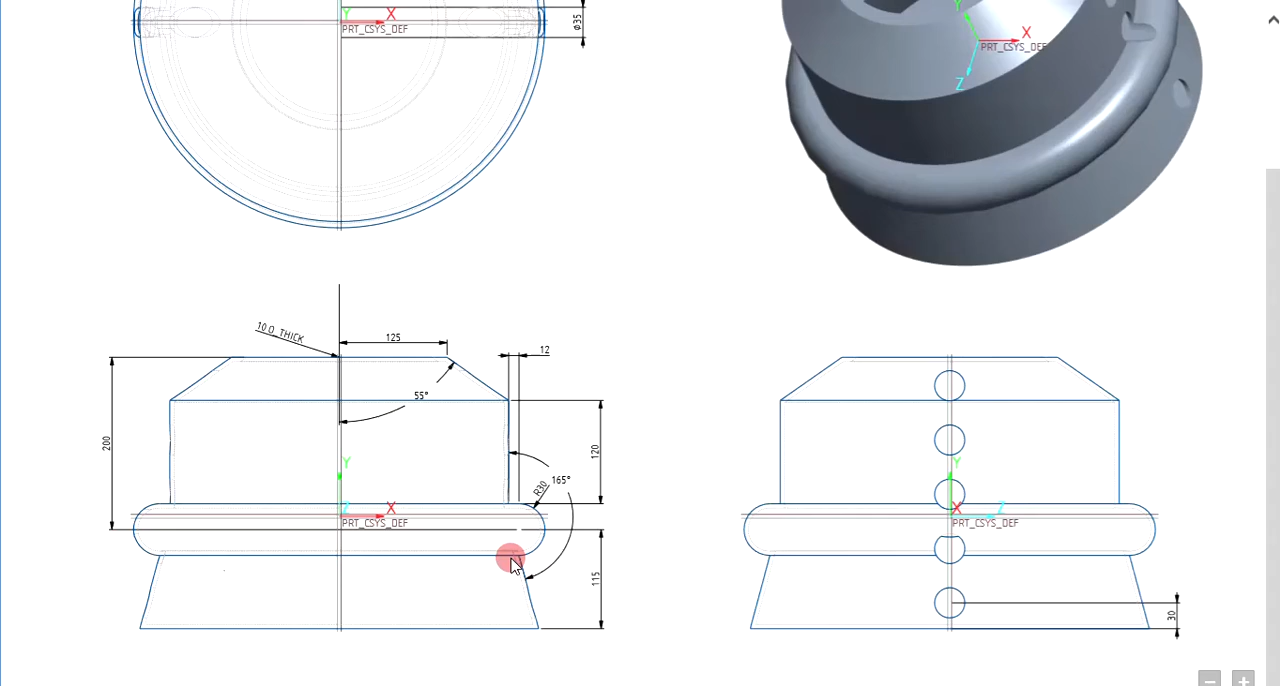 Y
X
PRT_CSYS_DEF
ø35
Y
X
PRT_CSYS_DEF
Z
10.0 THICK
125
12
55°
200
120
165°
R30
Y
Z
X
PRT_CSYS_DEF
115
Y
X
Z
PRT_CSYS_DEF
30